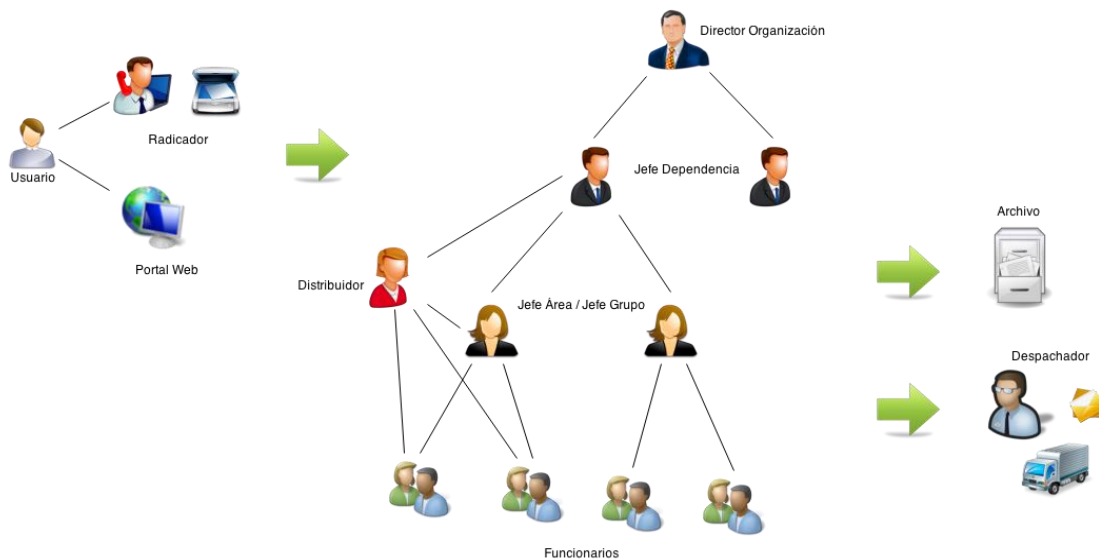 Director Organización
Radicador
Usuario
Portal Web
Jefe Dependencia
Distribuidor
Jefe Área / Jefe Grupo
Funcionarios
Archivo
Despachador